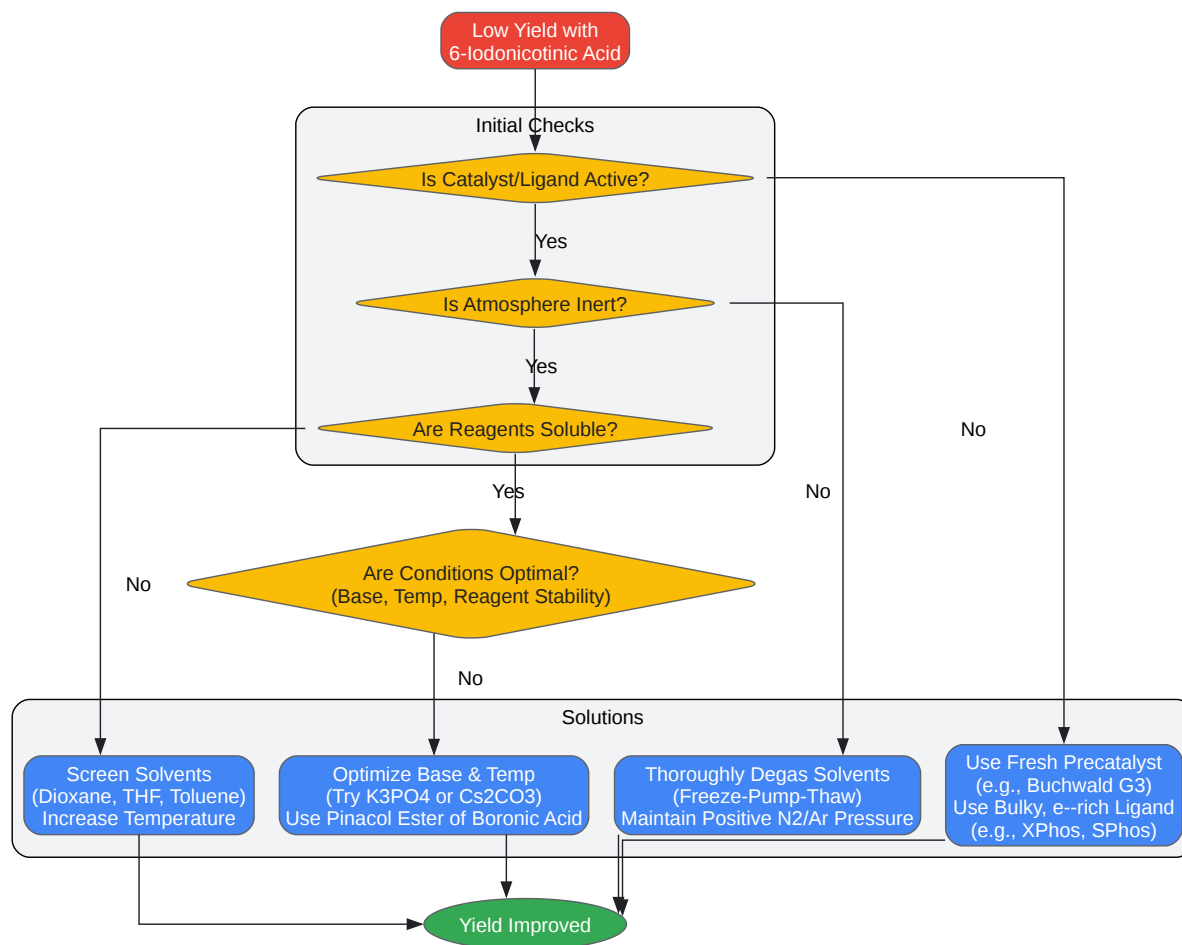 Low Yield with
6-Iodonicotinic Acid
Initial Checks
Is Catalyst/Ligand Active?
Yes
Is Atmosphere Inert?
Yes
Are Reagents Soluble?
No
Yes
No
Are Conditions Optimal?
(Base, Temp, Reagent Stability)
No
No
Solutions
Screen Solvents
(Dioxane, THF, Toluene)
Increase Temperature
Optimize Base & Temp
(Try K3PO4 or Cs2CO3)
Use Pinacol Ester of Boronic Acid
Thoroughly Degas Solvents
(Freeze-Pump-Thaw)
Maintain Positive N2/Ar Pressure
Use Fresh Precatalyst
(e.g., Buchwald G3)
Use Bulky, e--rich Ligand
(e.g., XPhos, SPhos)
Yield Improved